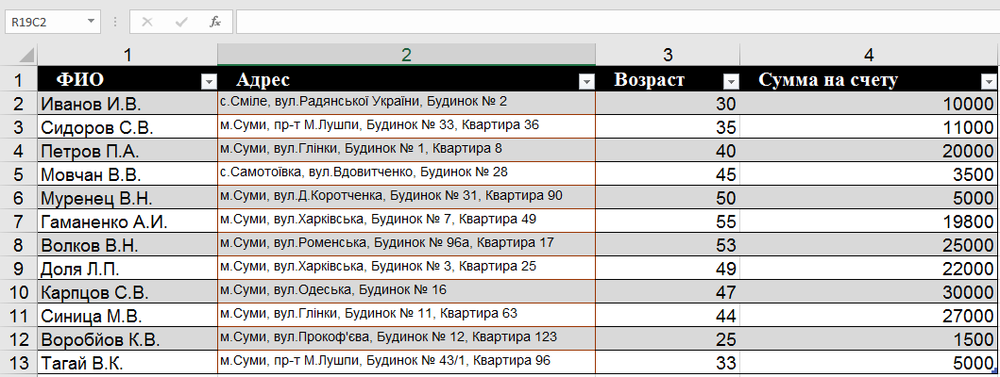 R19C2 fx
1 2 3 4
1 ФИО Адрес Возраст Сумма на счету
2 Иванов И.В. с.Сміле, вул.Радянської України, Будинок № 2 30 10000
3 Сидоров С.В. м.Суми, пр-т М.Лушпи, Будинок № 33, Квартира 36 35 11000
4 Петров П.А. м.Суми, вул.Глінки, Будинок № 1, Квартира 8 40 20000
5 Мовчан В.В. с.Самотоївка, вул.Вдовитченко, Будинок № 28 45 3500
6 Муренец В.Н. м.Суми, вул.Д.Коротченка, Будинок № 31, Квартира 90 50 5000
7 Гаманенко А.И. м.Суми, вул.Харківська, Будинок № 7, Квартира 49 55 19800
8 Волков В.Н. м.Суми, вул.Роменська, Будинок № 96а, Квартира 17 53 25000
9 Доля Л.П. м.Суми, вул.Харківська, Будинок № 3, Квартира 25 49 22000
10 Карпцов С.В. м.Суми, вул.Одеська, Будинок № 16 47 30000
11 Синица М.В. м.Суми, вул.Глінки, Будинок № 11, Квартира 63 44 27000
12 Воробйов К.В. м.Суми, вул.Прокоф'єва, Будинок № 12, Квартира 123 25 1500
13 Тагай В.К. м.Суми, пр-т М.Лушпи, Будинок № 43/1, Квартира 96 33 5000